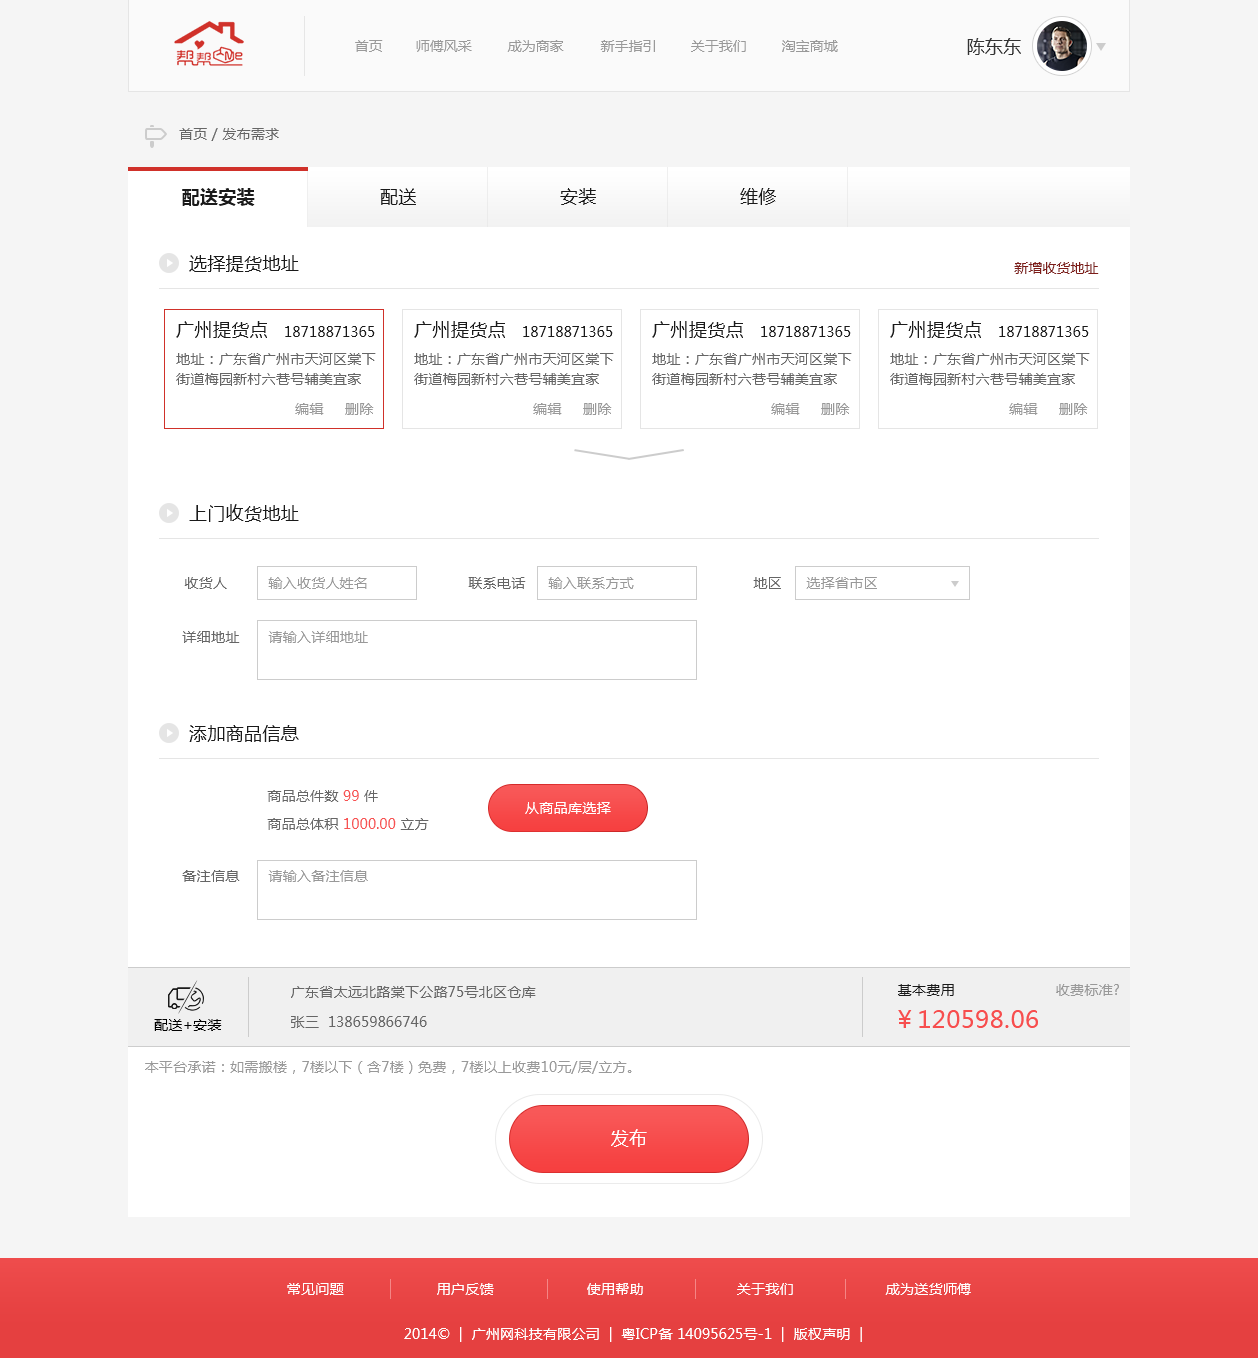 帮帮Me
首页 师傅风采 成为商家 新手指引 关于我们 淘宝商城 陈东东
首页 / 发布需求
配送安装 配送 安装 维修
选择提货地址 新增收货地址
广州提货点 18718871365
地址：广东省广州市天河区棠下
街道梅园新村六巷号辅美宜家
编辑 删除
广州提货点 18718871365
地址：广东省广州市天河区棠下
街道梅园新村六巷号辅美宜家
编辑 删除
广州提货点 18718871365
地址：广东省广州市天河区棠下
街道梅园新村六巷号辅美宜家
编辑 删除
广州提货点 18718871365
地址：广东省广州市天河区棠下
街道梅园新村六巷号辅美宜家
编辑 删除
上门收货地址
收货人 输入收货人姓名 联系电话 输入联系方式 地区 选择省市区
详细地址 请输入详细地址
添加商品信息
商品总件数 99 件
商品总体积 1000.00 立方
从商品库选择
备注信息 请输入备注信息
配送+安装
广东省太远北路棠下公路75号北区仓库
张三 138659866746
基本费用 收费标准?
¥ 120598.06
本平台承诺：如需搬楼，7楼以下（含7楼）免费，7楼以上收费10元/层/立方。
发布
常见问题 用户反馈 使用帮助 关于我们 成为送货师傅
2014© | 广州网科技有限公司 | 粤ICP备 14095625号-1 | 版权声明 |